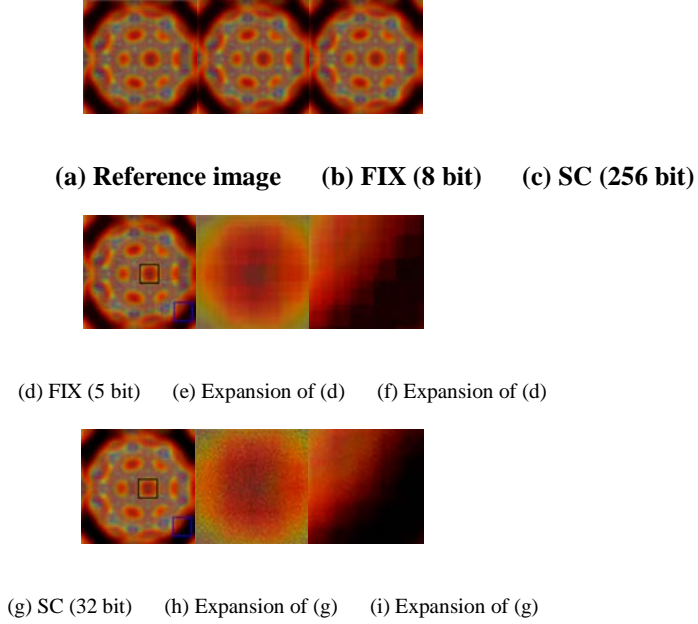 (a) Reference image (b) FIX (8 bit) (c) SC (256 bit)
(d) FIX (5 bit) (e) Expansion of (d) (f) Expansion of (d)
(g) SC (32 bit) (h) Expansion of (g) (i) Expansion of (g)